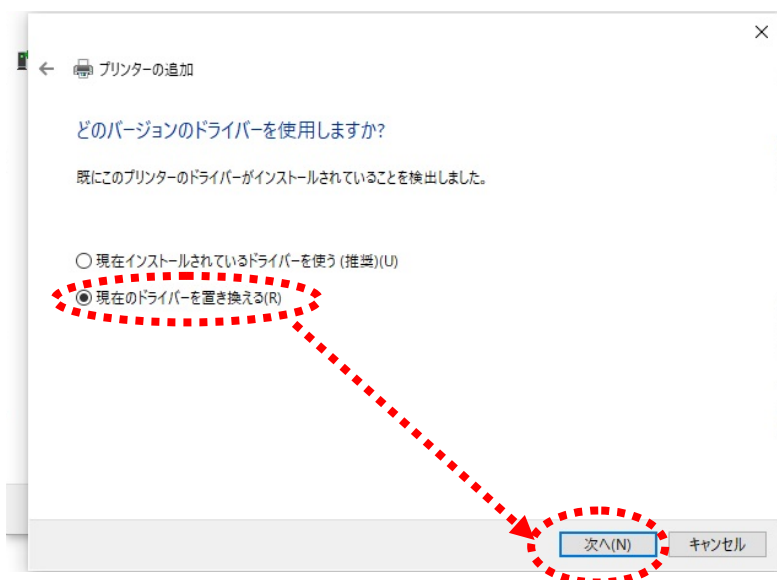 プリンターの追加
どのバージョンのドライバーを使用しますか?
既にこのプリンターのドライバーがインストールされていることを検出しました。
現在インストールされているドライバーを使う (推奨)(U)
現在のドライバーを置き換える(R)
次へ(N) キャンセル